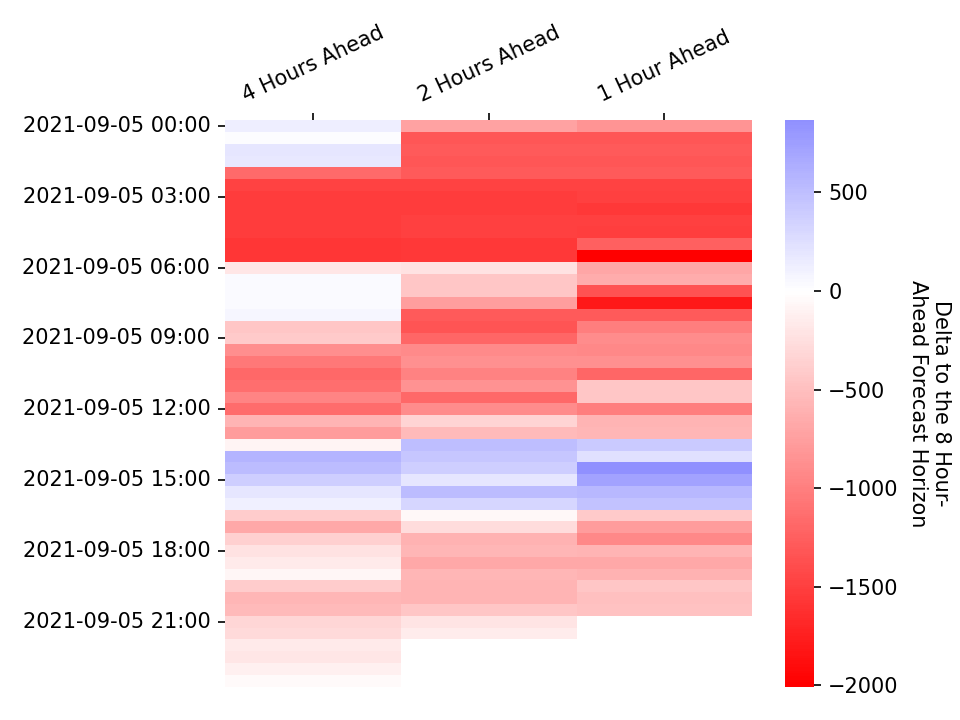 4 Hours Ahead
2 Hours Ahead
1 Hour Ahead
2021-09-05 00:00
2021-09-05 03:00
2021-09-05 06:00
2021-09-05 09:00
2021-09-05 12:00
2021-09-05 15:00
2021-09-05 18:00
2021-09-05 21:00
500
0
−500
−1000
−1500
−2000
Delta to the 8 Hour-
Ahead Forecast Horizon